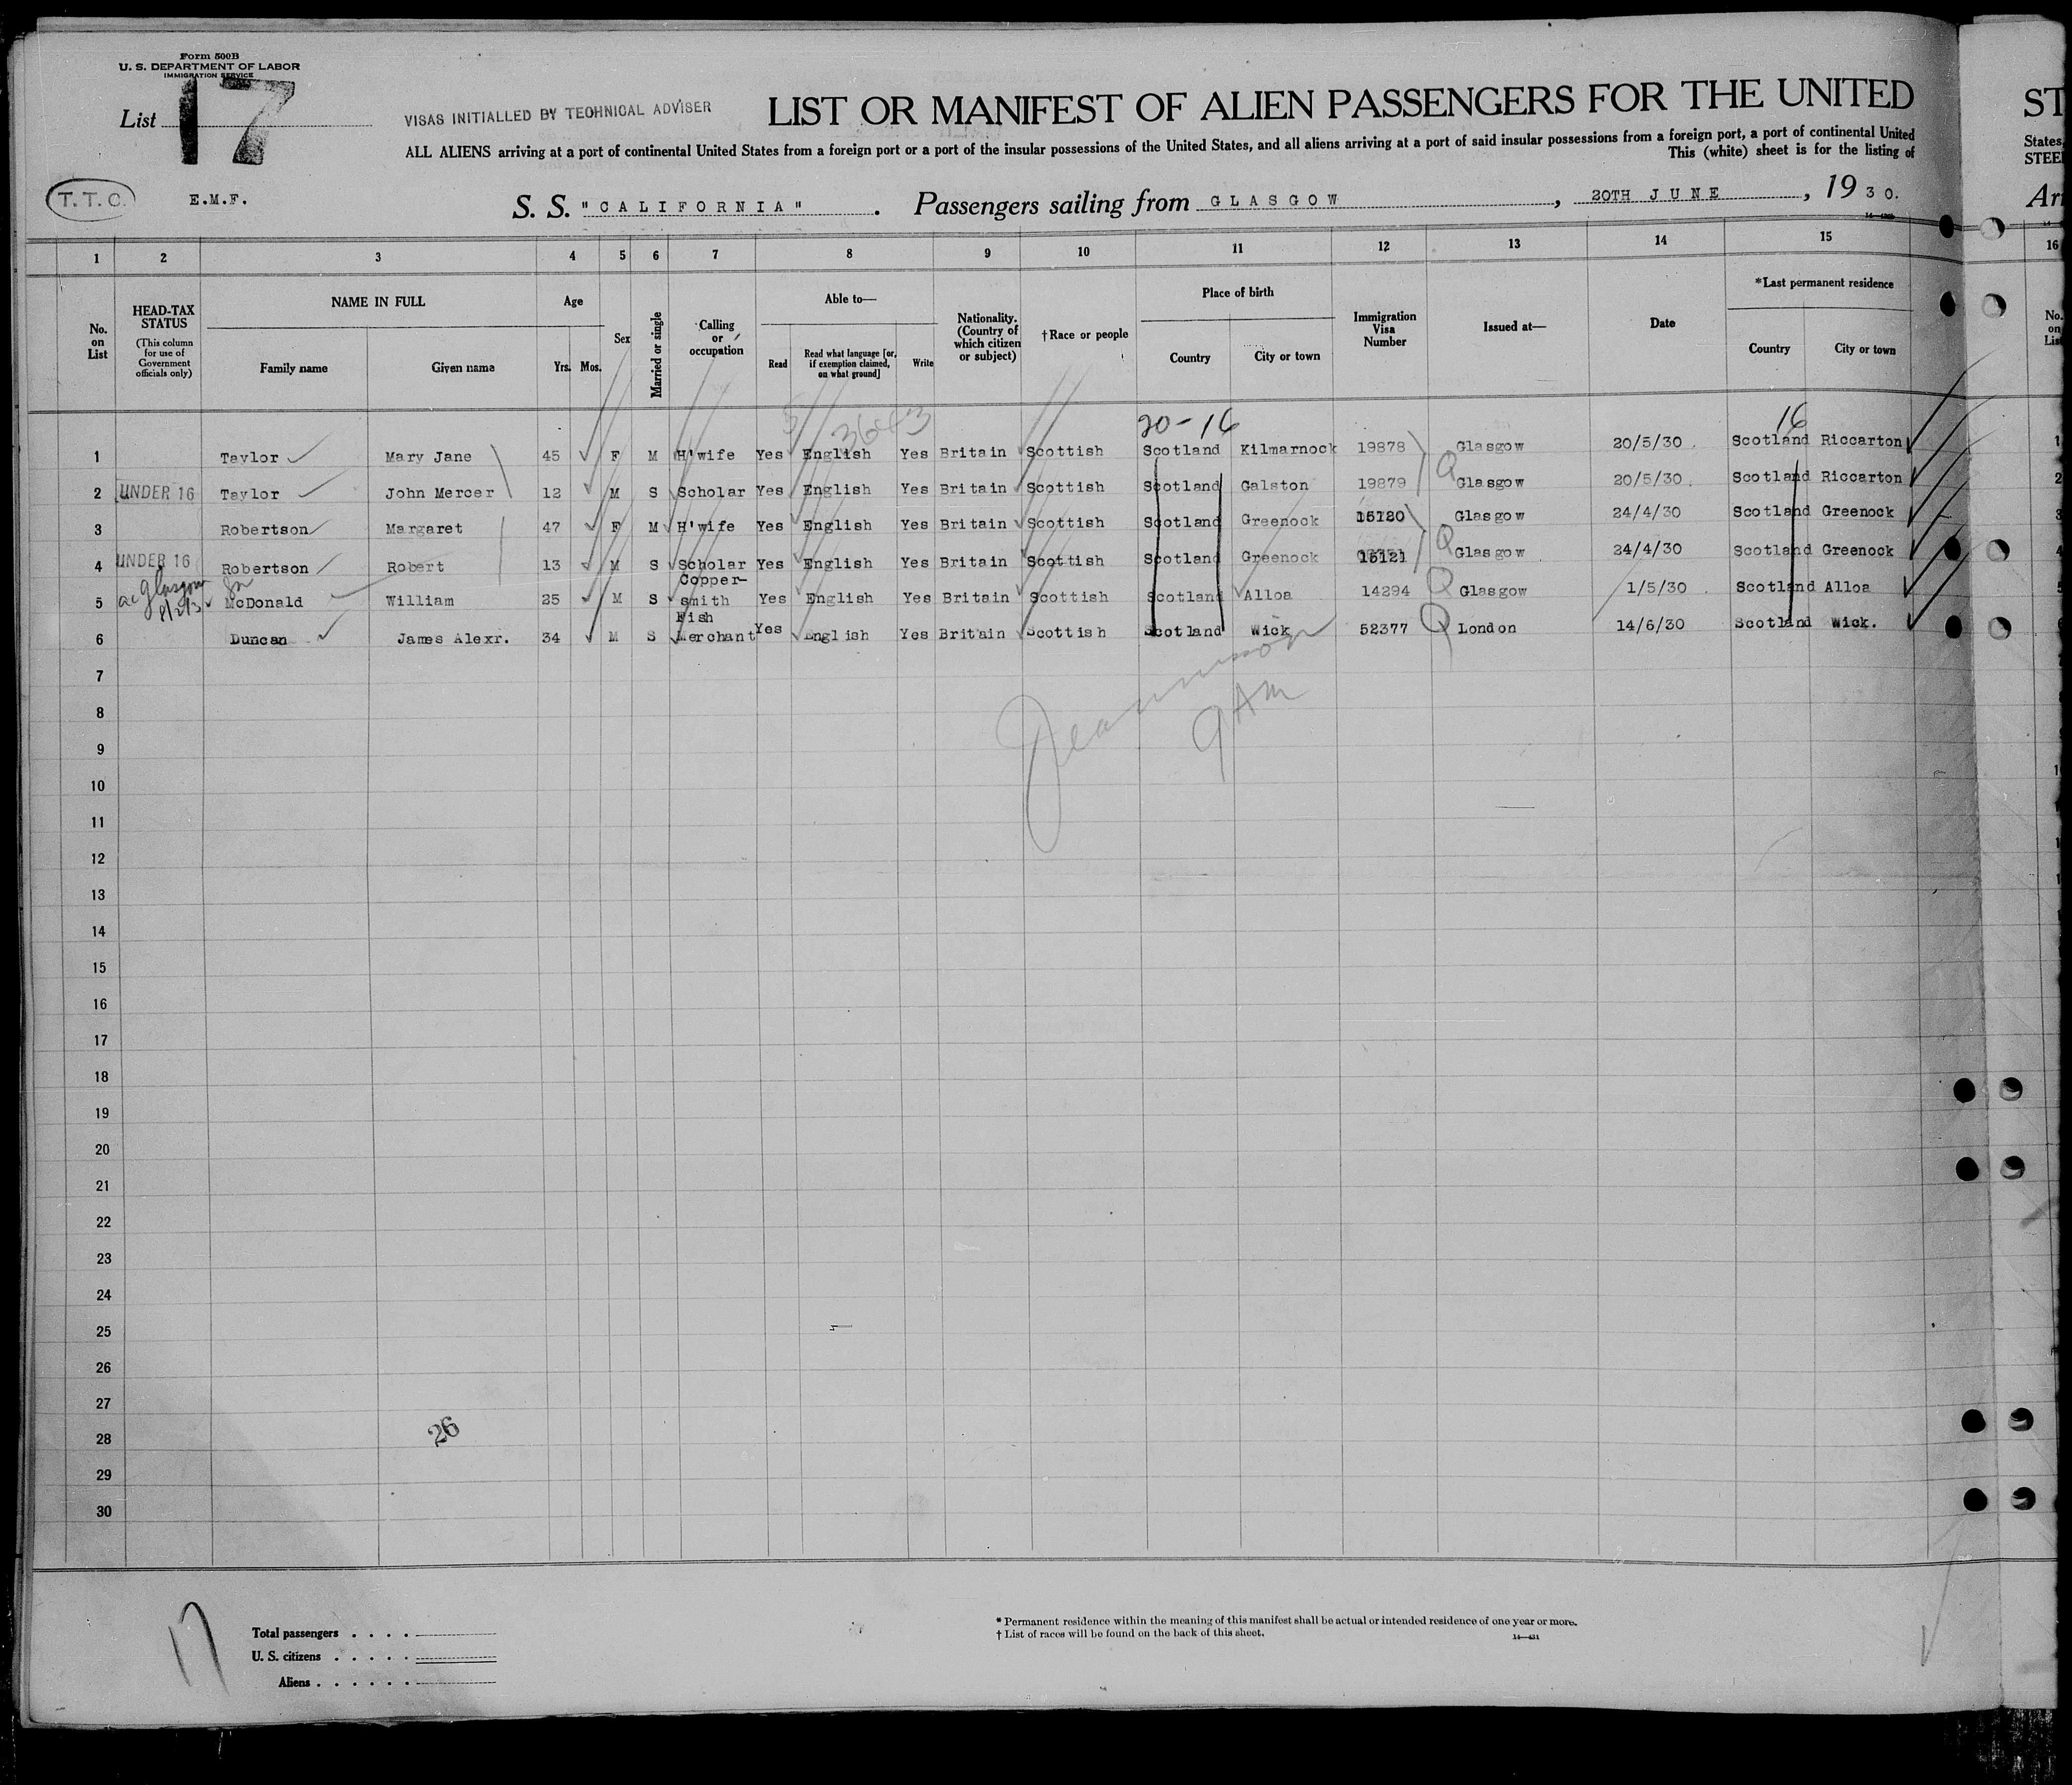 Form 500B
U. S. DEPARTMENT OF LABOR
IMMIGRATION SERVICE
List 17
VISAS INITIALLED BY TECHNICAL ADVISER
LIST OR MANIFEST OF ALIEN PASSENGERS FOR THE UNITED
ST
ALL ALIENS arriving at a port of continental United States from a foreign port or a port of the insular possessions of the United States, and all aliens arriving at a port of said insular possessions from a foreign port, a port of continental United
States
This (white) sheet is for the listing of
STEE
T.T.C. E.M.F. S. S. "CALIFORNIA". Passengers sailing from GLASGOW, 20TH JUNE, 1930.
Arr
1 2 3 4 5 6 7 8 9 10 11 12 13 14 15 16
No. on List
HEAD-TAX STATUS
(This column for use of Government officials only)
NAME IN FULL
Family name Given name
Age
Yrs. Mos.
Sex
Married or single
Calling or occupation
Able to—
Read
Read what language [or, if exemption claimed, on what ground]
Write
Nationality. (Country of which citizen or subject)
†Race or people
Place of birth
Country City or town
Immigration Visa Number
Issued at—
Date
*Last permanent residence
Country City or town
No. on List
20-16 16
1 Taylor Mary Jane 45 F M H'wife Yes English Yes Britain Scottish Scotland Kilmarnock 19878 Glasgow 20/5/30 Scotland Riccarton
2 UNDER 16 Taylor John Mercer 12 M S Scholar Yes English Yes Britain Scottish Scotland Galston 19879 Q Glasgow 20/5/30 Scotland Riccarton
3 Robertson Margaret 47 F M H'wife Yes English Yes Britain Scottish Scotland Greenock 15120 Glasgow 24/4/30 Scotland Greenock
4 UNDER 16 Robertson Robert 13 M S Scholar Yes English Yes Britain Scottish Scotland Greenock 15121 Q Glasgow 24/4/30 Scotland Greenock
5 Glasgow McDonald William 25 M S Copper-smith Yes English Yes Britain Scottish Scotland Alloa 14294 Q Glasgow 1/5/30 Scotland Alloa
6 Duncan James Alexr. 34 M S Fish Merchant Yes English Yes Britain Scottish Scotland Wick 52377 Q London 14/6/30 Scotland Wick.
7
9 AM
8
9
10
11
12
13
14
15
16
17
18
19
20
21
22
23
24
25
26
27
28
26
29
30
17
Total passengers . . . .
U. S. citizens . . . . .
Aliens . . . . . .
* Permanent residence within the meaning of this manifest shall be actual or intended residence of one year or more.
† List of races will be found on the back of this sheet.